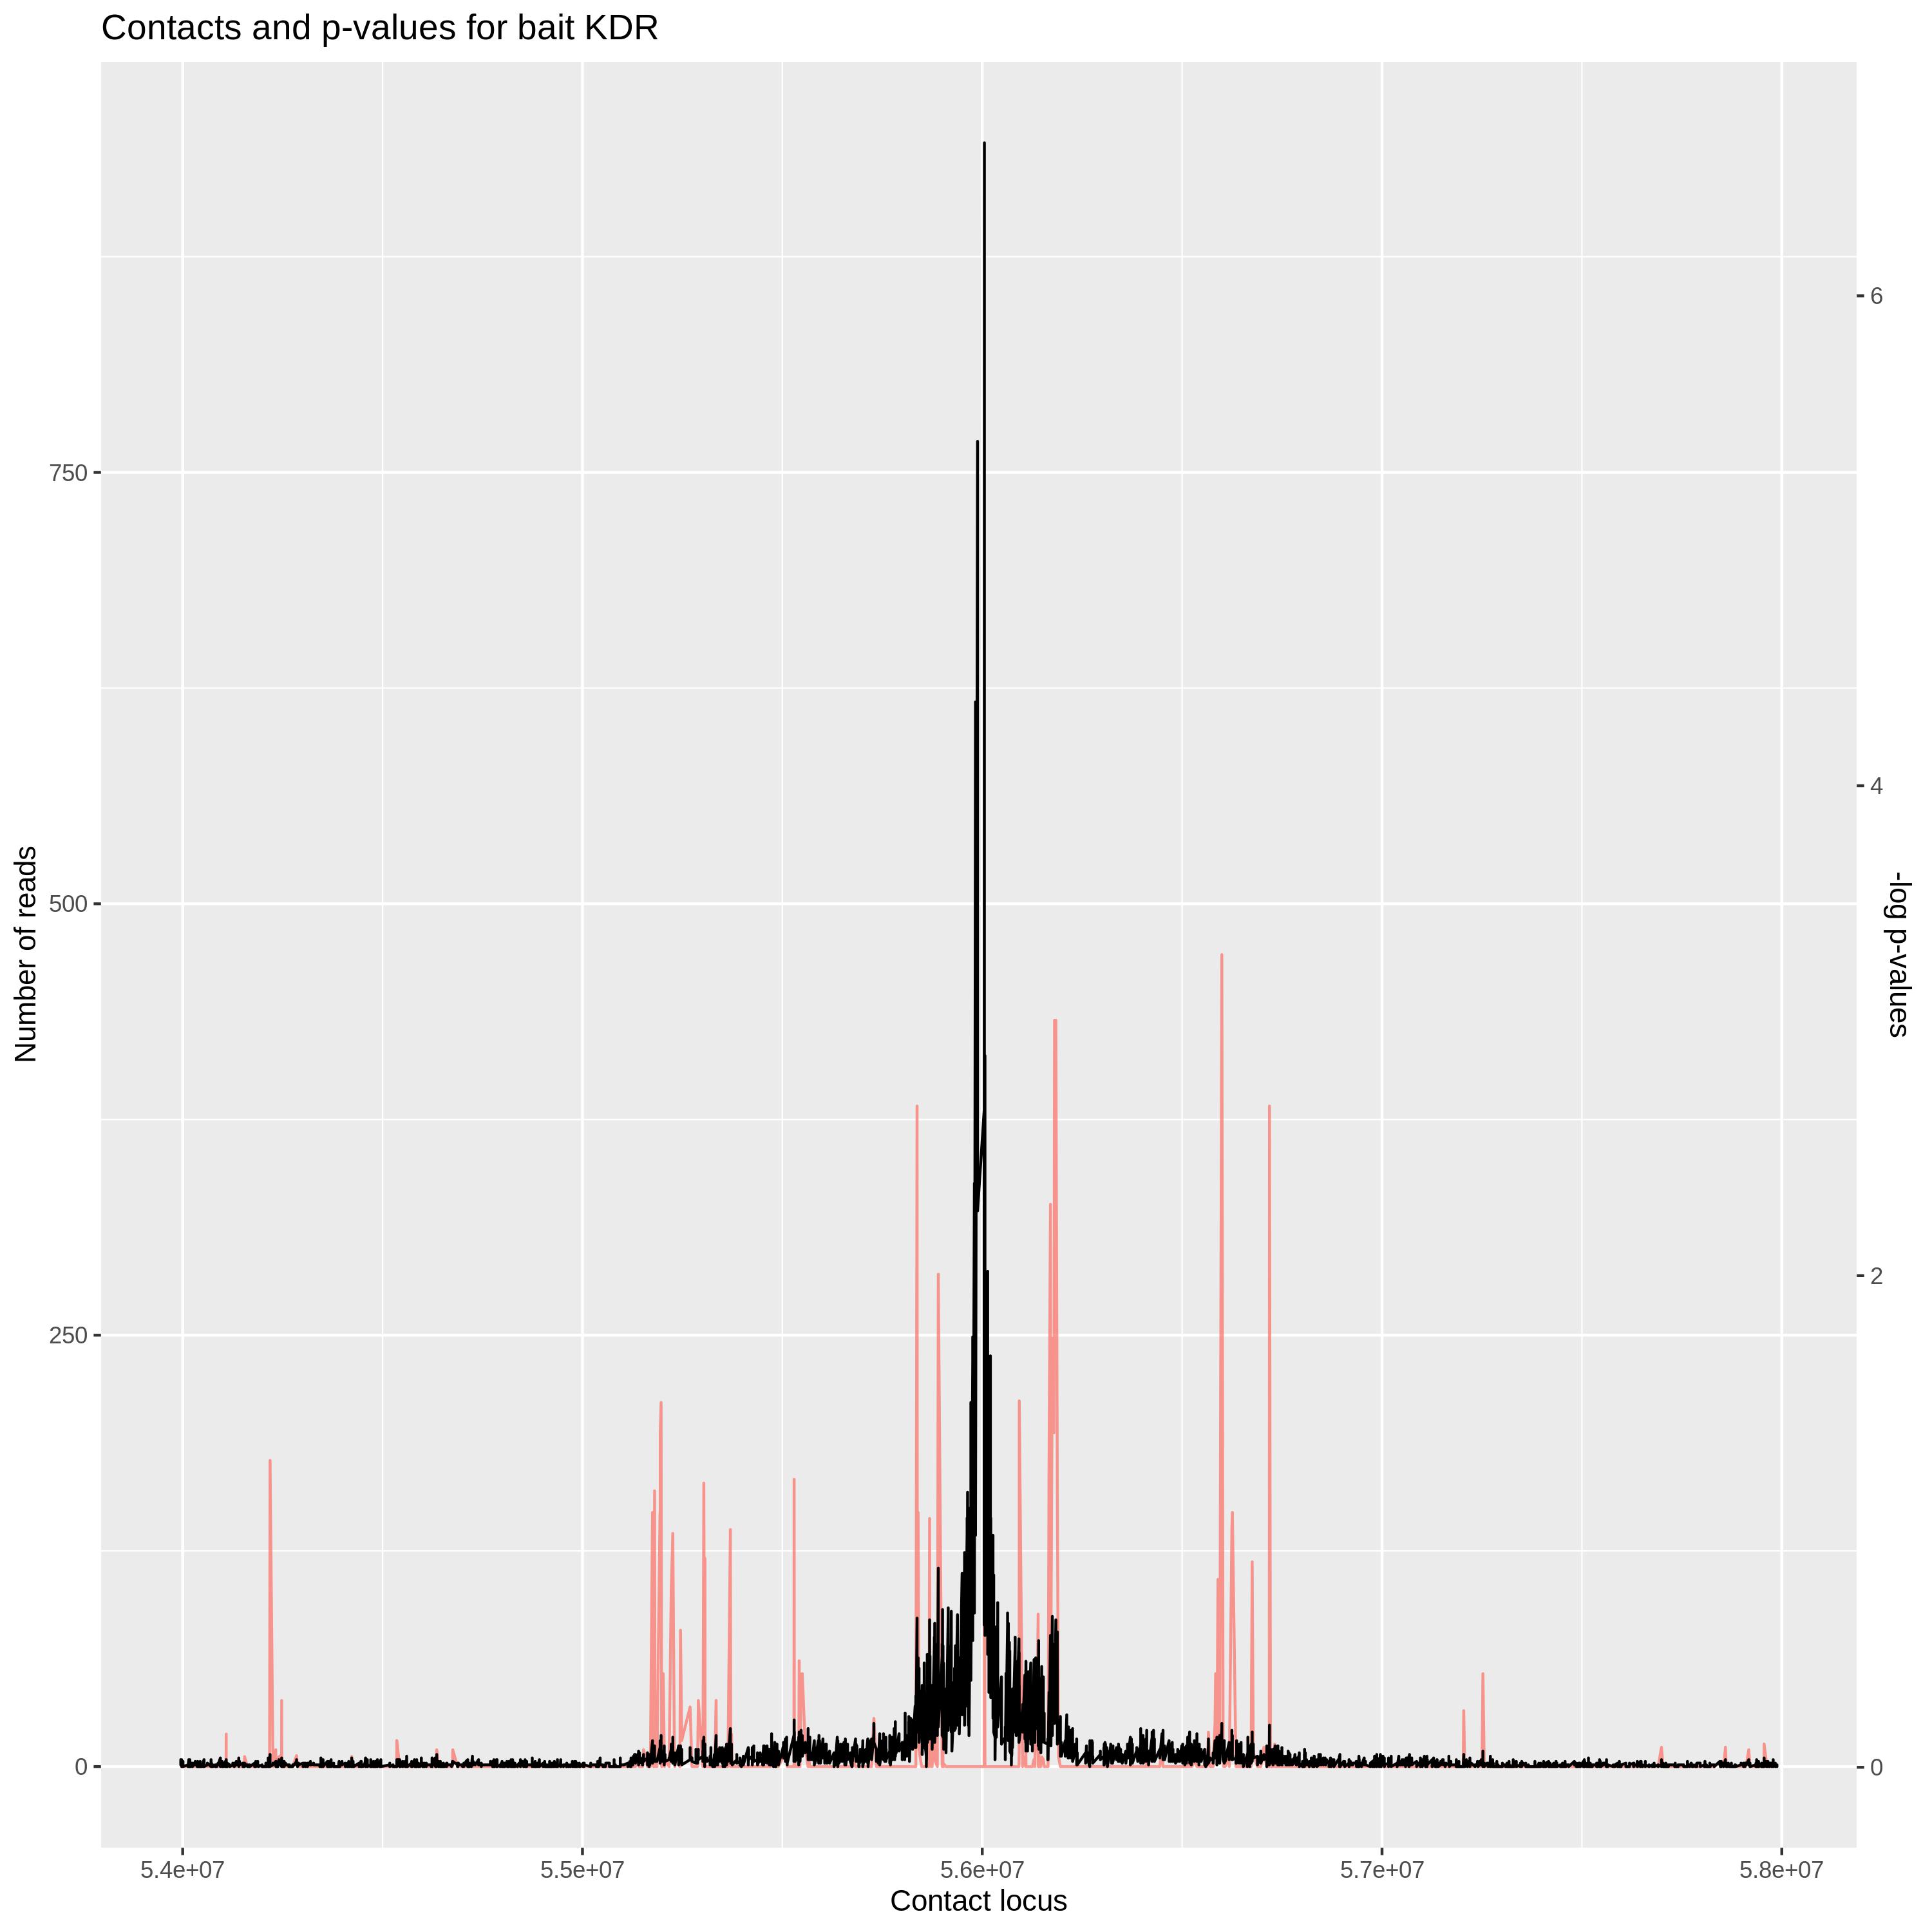 Contacts and p-values for bait KDR
Number of reads
750
500
250
0
6
4
2
0
-log p-values
5.4e+07
5.5e+07
5.6e+07
5.7e+07
5.8e+07
Contact locus